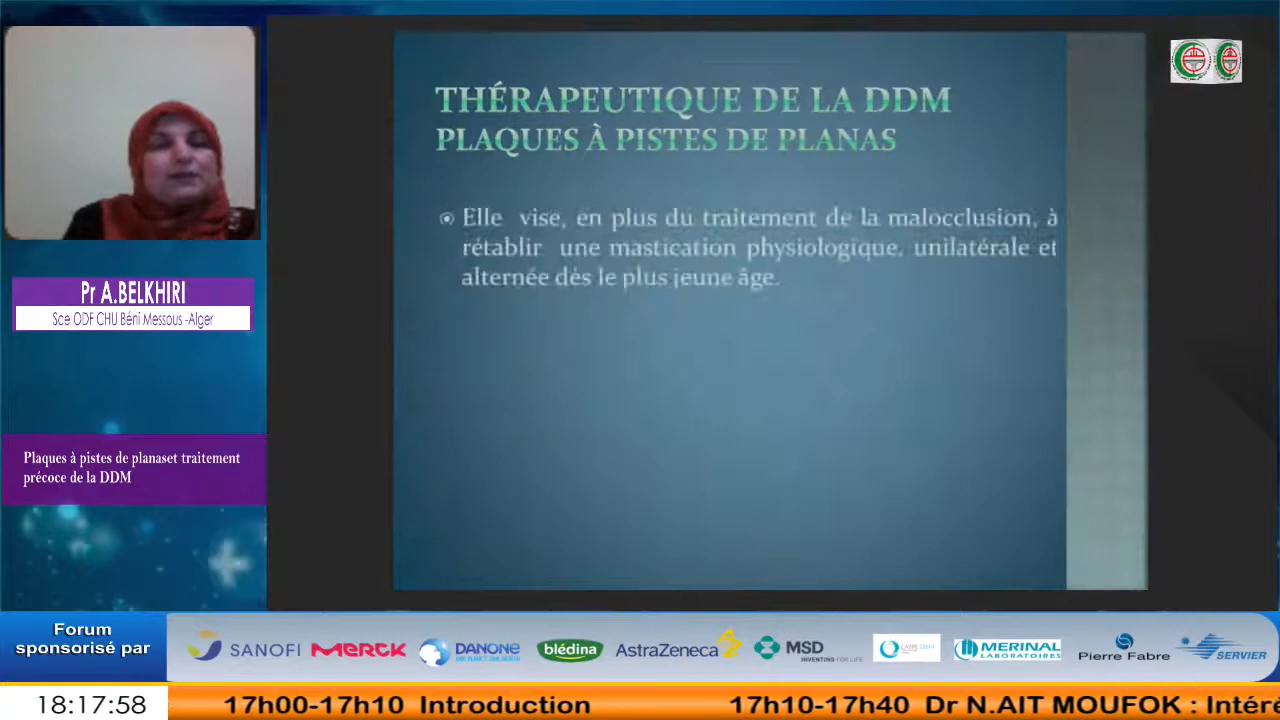 THÉRAPEUTIQUE DE LA DDM
PLAQUES À PISTES DE PLANAS
Elle vise, en plus du traitement de la malocclusion, à
rétablir une mastication physiologique, unilatérale et
alternée dès le plus jeune âge.
Pr A.BELKHIRI
Sce ODF CHU Béni Messous -Alger
Plaques à pistes de planaset traitement
précoce de la DDM
Forum
sponsorisé par
SANOFI
MERCK
DANONE
blédina
AstraZeneca
MSD
INVENTING FOR LIFE
MERINAL
LABORATOIRES
Pierre Fabre
SERVIER
18:17:58
17h00-17h10 Introduction
17h10-17h40 Dr N.AIT MOUFOK : Intéré